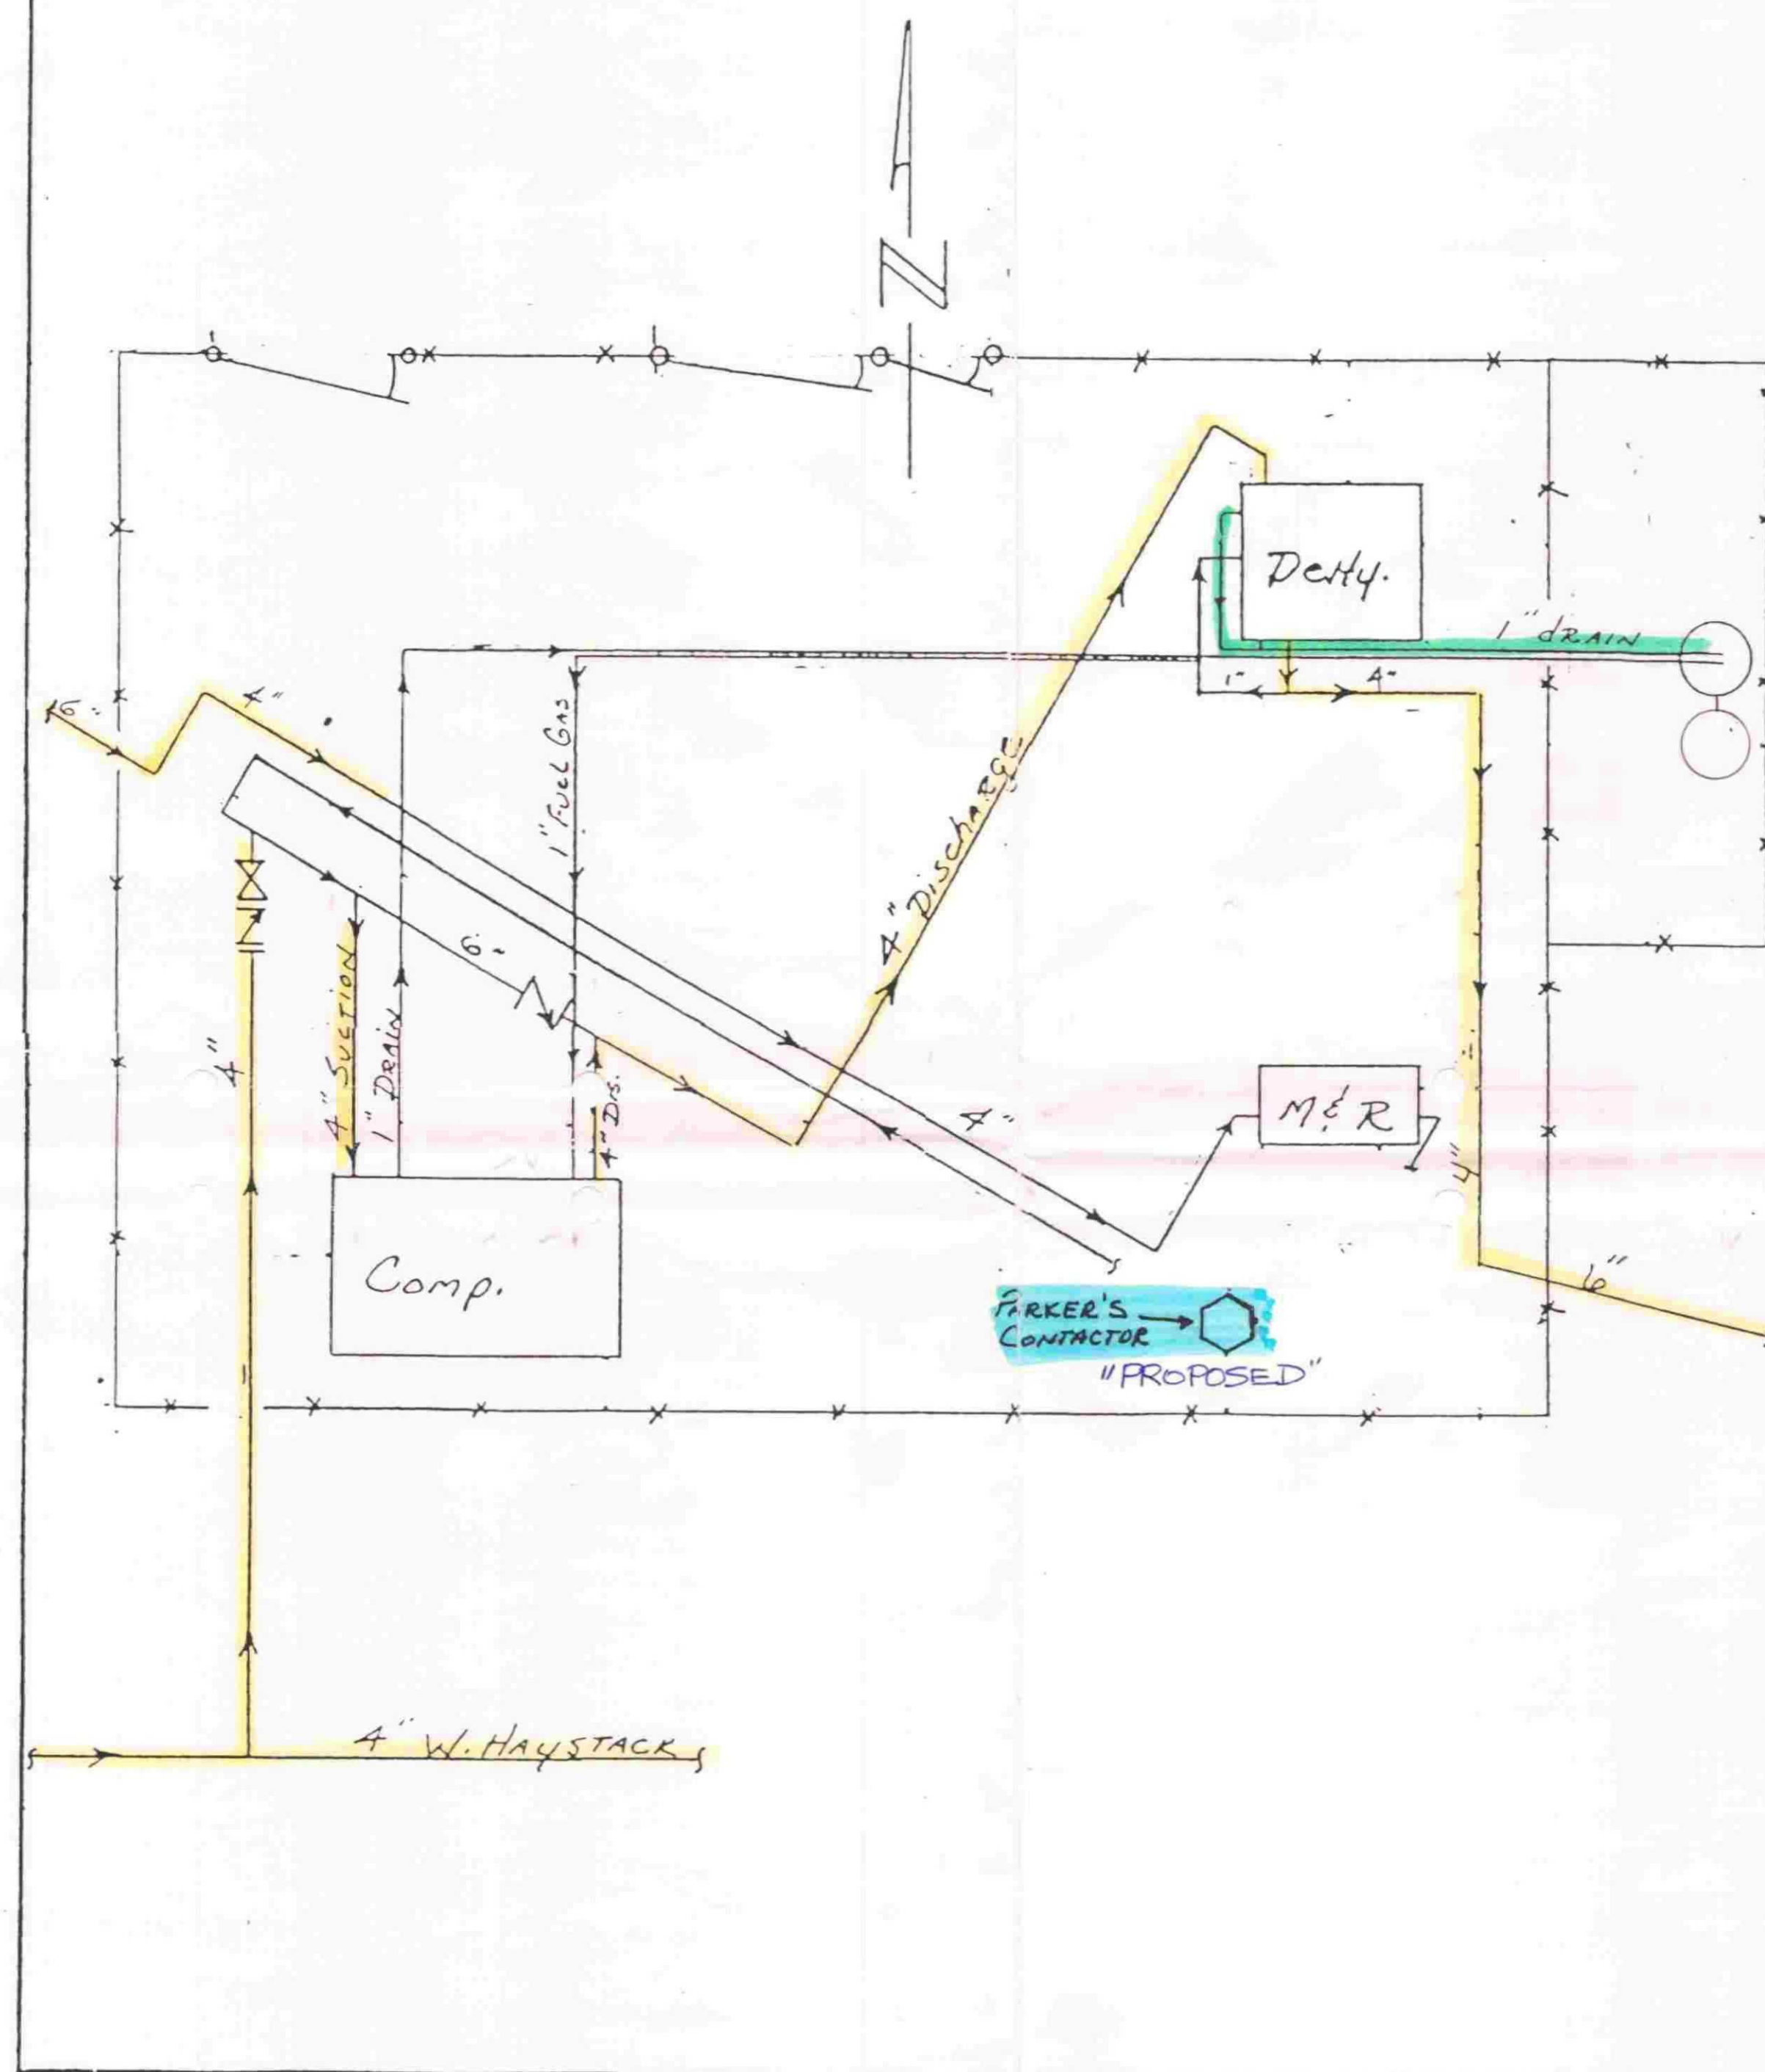 N
Dehy.
1" DRAIN
6"
4"
1"
4"
1" FUEL GAS
4" DISCHARGE
6"
4" SUCTION
1" DRAIN
4"
4" DIS.
4"
M & R
4"
Comp.
6"
PARKER'S
CONTACTOR
"PROPOSED"
4" W. HAYSTACK